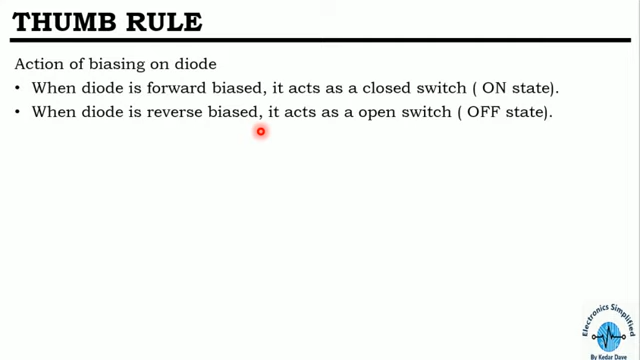 THUMB RULE
Action of biasing on diode
• When diode is forward biased, it acts as a closed switch ( ON state).
• When diode is reverse biased, it acts as a open switch ( OFF state).
Electronics Simplified
By Kedar Dave